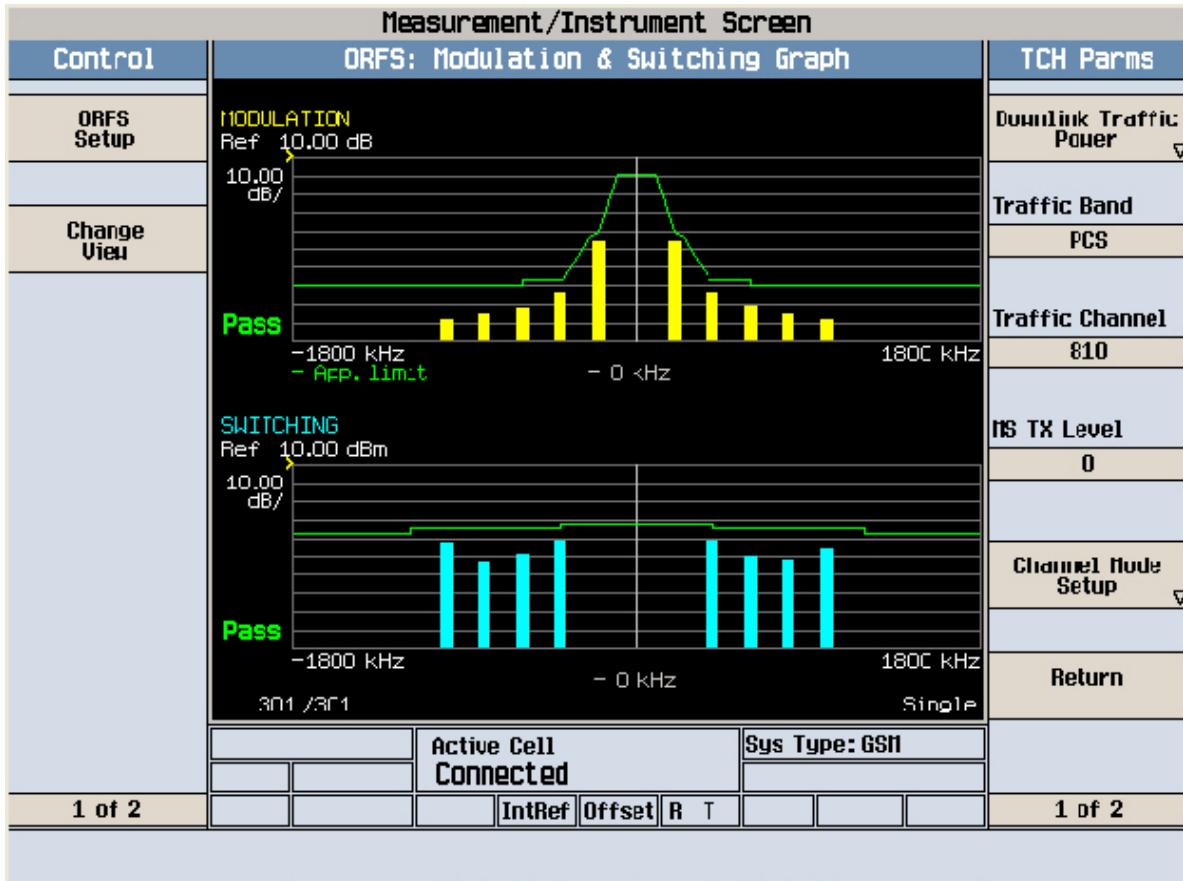 Measurement/Instrument Screen
Control
ORFS: Modulation & Switching Graph
TCH Parms
ORFS
Setup
Change
View
1 of 2
MODULATION
Ref 10.00 dB
10.00
dB/
Pass
-1800 kHz
1800 kHz
- App. limit
- 0 kHz
SWITCHING
Ref 10.00 dBm
10.00
dB/
Pass
-1800 kHz
1800 kHz
- 0 kHz
301/301
Single
Active Cell
Connected
Sys Type: GSM
IntRef
Offset
R T
Downlink Traffic
Power
Traffic Band
PCS
Traffic Channel
810
MS TX Level
0
Channel Mode
Setup
Return
1 of 2